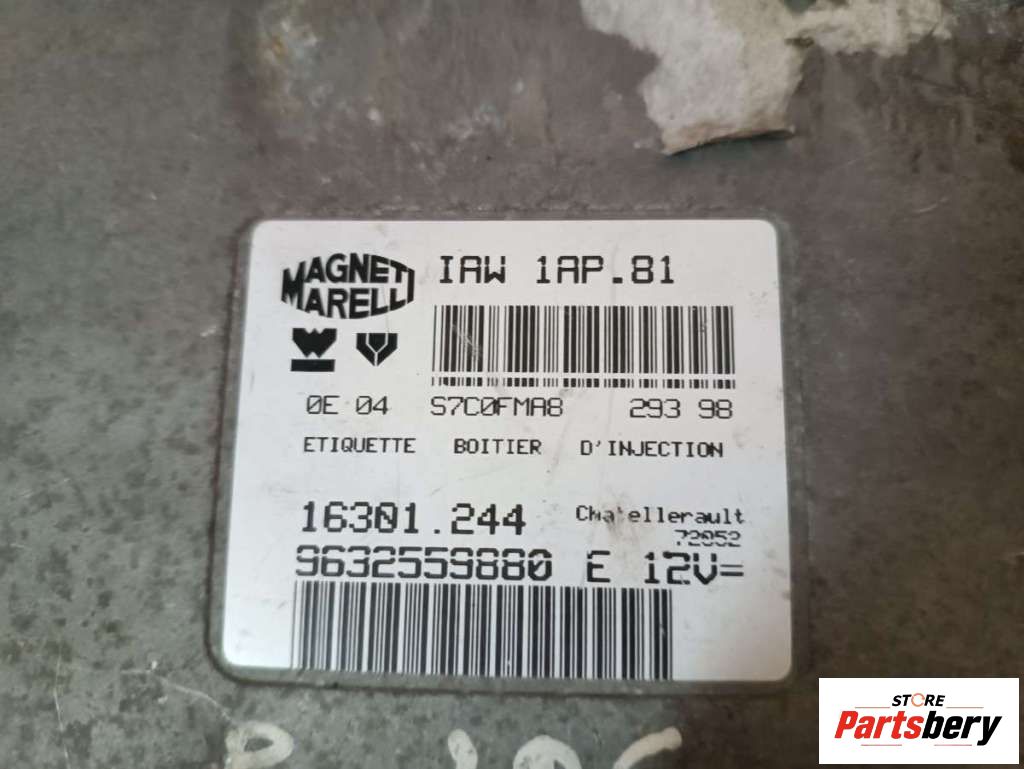 MAGNETI
MARELLI
IAW 1AP.81
0E 04 S7C0FMA8 293 98
ETIQUETTE BOITIER D'INJECTION
16301.244 Chatellerault
72052
9632559880 E 12V=
STORE
Partsbery